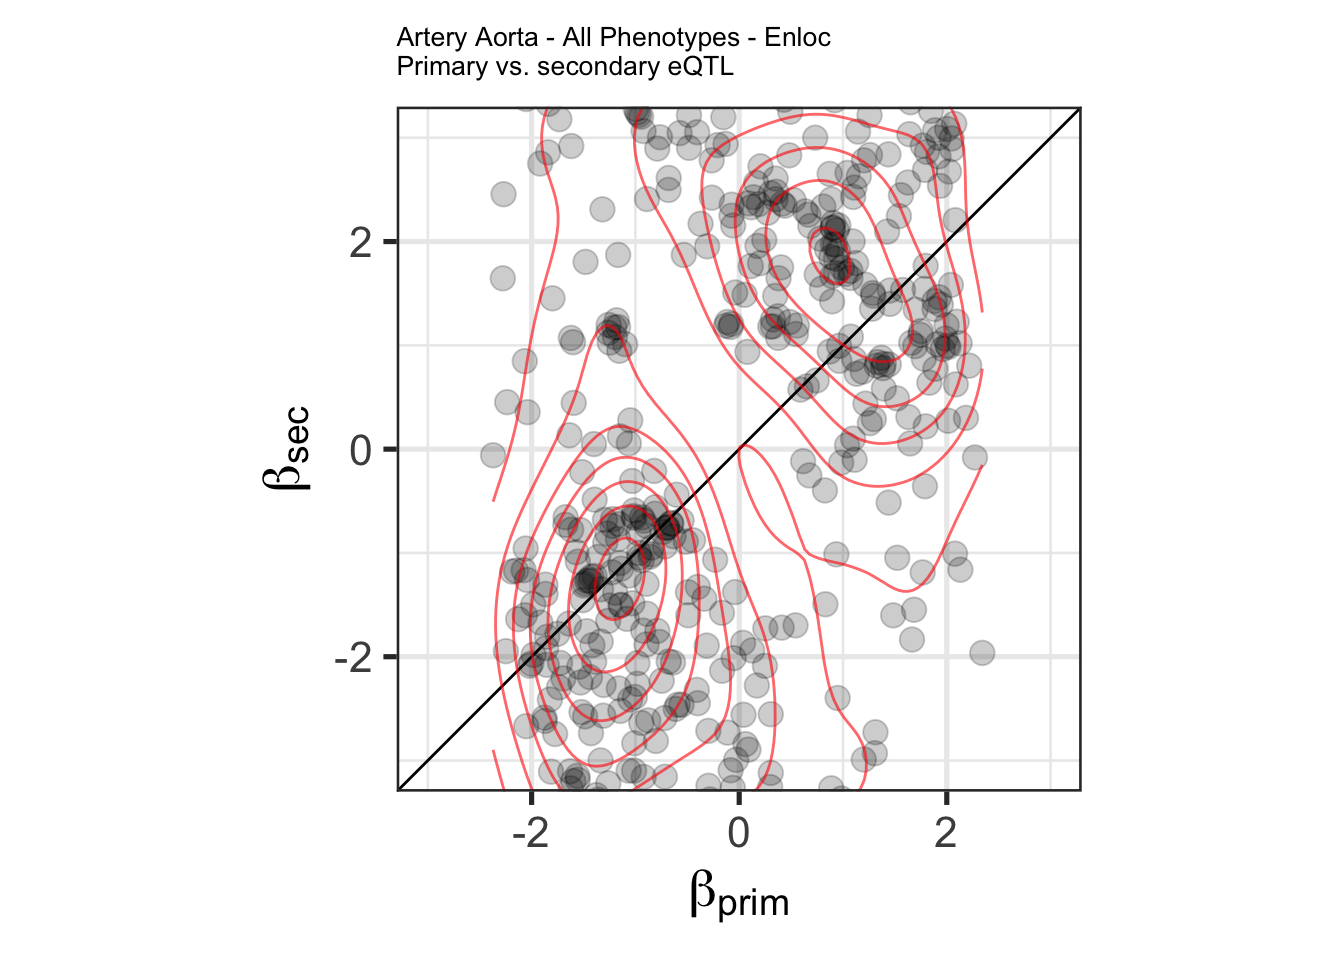 Artery Aorta - All Phenotypes - Enloc
Primary vs. secondary eQTL
2
0
-2
βsec
-2 0 2
βprim